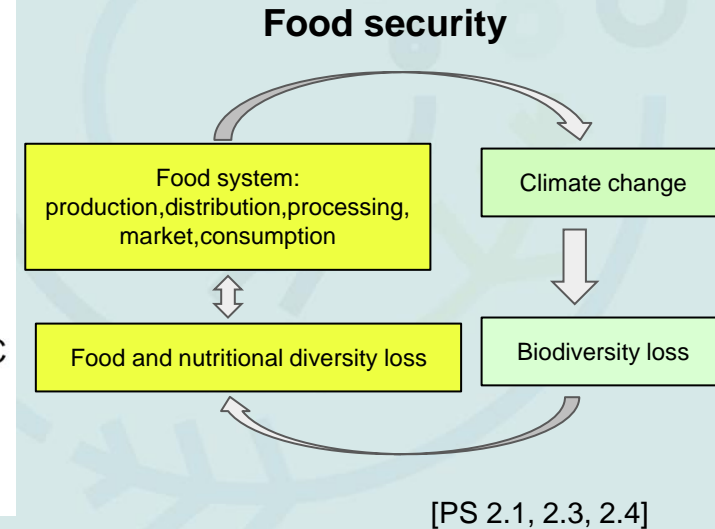 Food security
Food system:
production,distribution,processing,
market,consumption
Climate change
C
Food and nutritional diversity loss
Biodiversity loss
[PS 2.1, 2.3, 2.4]